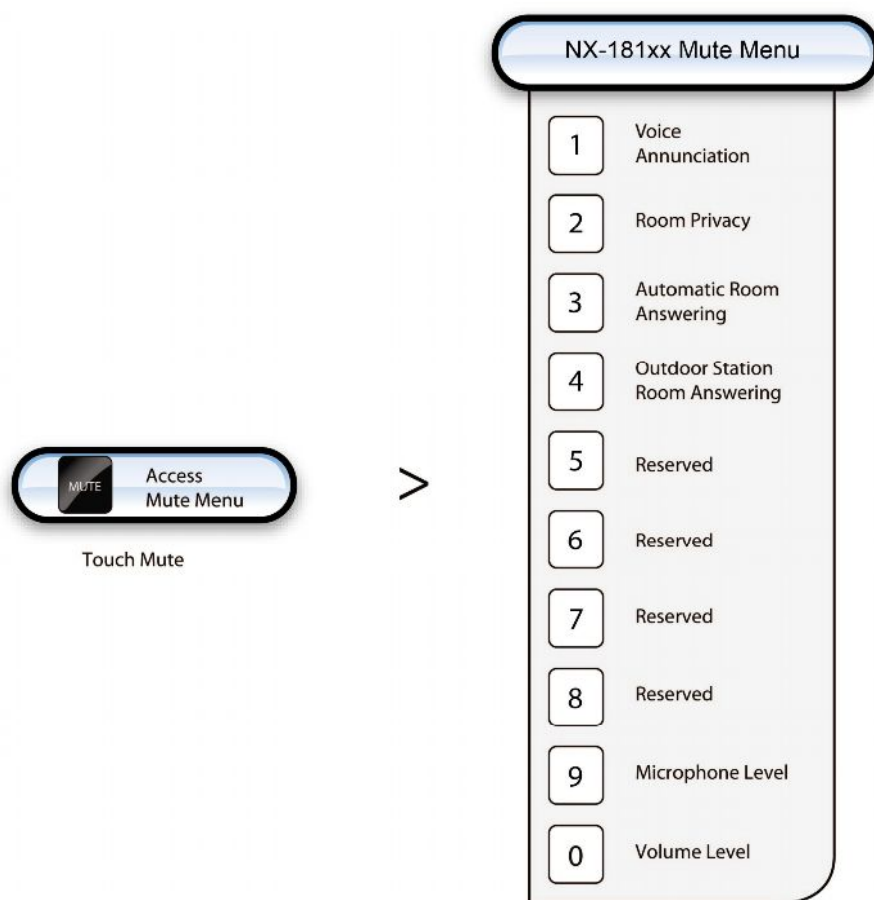 NX-181xx Mute Menu
1
Voice
Annunciation
2
Room Privacy
3
Automatic Room
Answering
4
Outdoor Station
Room Answering
MUTE
Access
Mute Menu
>
Touch Mute
5
Reserved
6
Reserved
7
Reserved
8
Reserved
9
Microphone Level
0
Volume Level